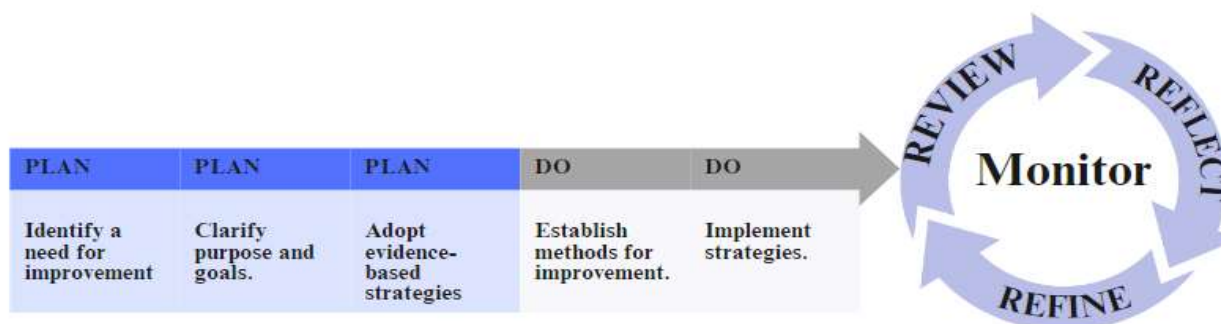 PLAN
PLAN
PLAN
DO
DO
Identify a
need for
improvement
Clarify
purpose and
goals.
Adopt
evidence-
based
strategies
Establish
methods for
improvement.
Implement
strategies.
REVIEW
REFLECT
Monitor
REFINE